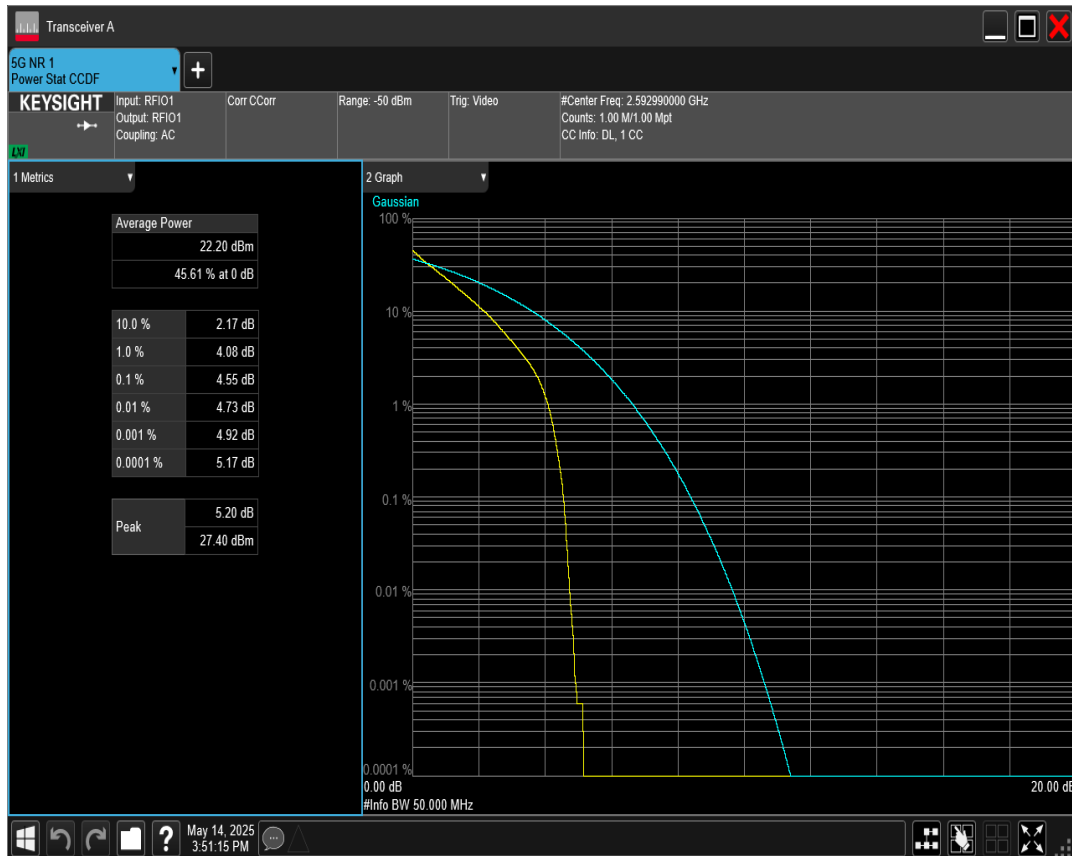 Transceiver A
5G NR 1
Power Stat CCDF
+
KEYSIGHT
LXI
Input: RFIO1
Output: RFIO1
Coupling: AC
Corr CCorr
Range: -50 dBm
Trig: Video
#Center Freq: 2.592990000 GHz
Counts: 1.00 M/1.00 Mpt
CC Info: DL, 1 CC
1 Metrics
Average Power
22.20 dBm
45.61 % at 0 dB
10.0 % 2.17 dB
1.0 % 4.08 dB
0.1 % 4.55 dB
0.01 % 4.73 dB
0.001 % 4.92 dB
0.0001 % 5.17 dB
Peak 5.20 dB
27.40 dBm
2 Graph
Gaussian
100 %
10 %
1 %
0.1 %
0.01 %
0.001 %
0.0001 %
0.00 dB 20.00 dB
#Info BW 50.000 MHz
?
May 14, 2025
3:51:15 PM